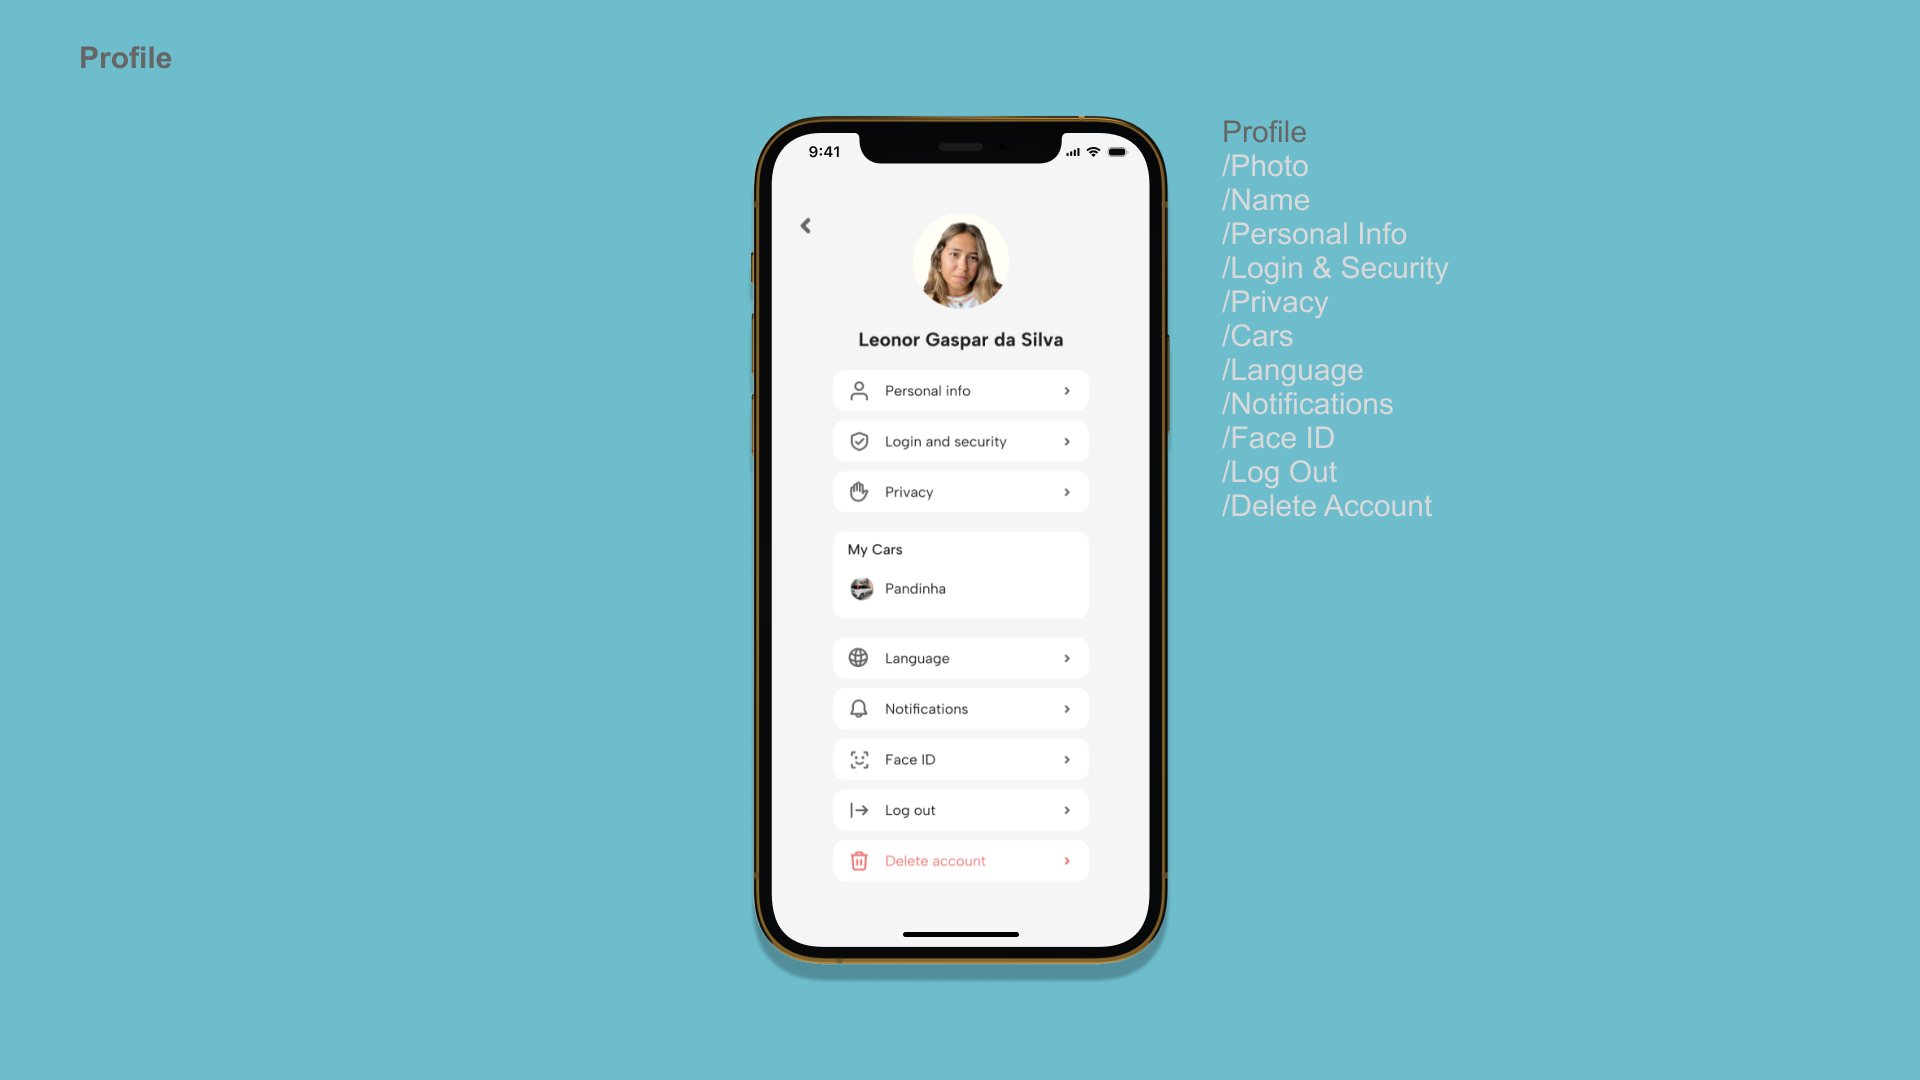 Profile
9:41
Leonor Gaspar da Silva
Personal info
Login and security
Privacy
My Cars
Pandinha
Language
Notifications
Face ID
Log out
Delete account
Profile
/Photo
/Name
/Personal Info
/Login & Security
/Privacy
/Cars
/Language
/Notifications
/Face ID
/Log Out
/Delete Account